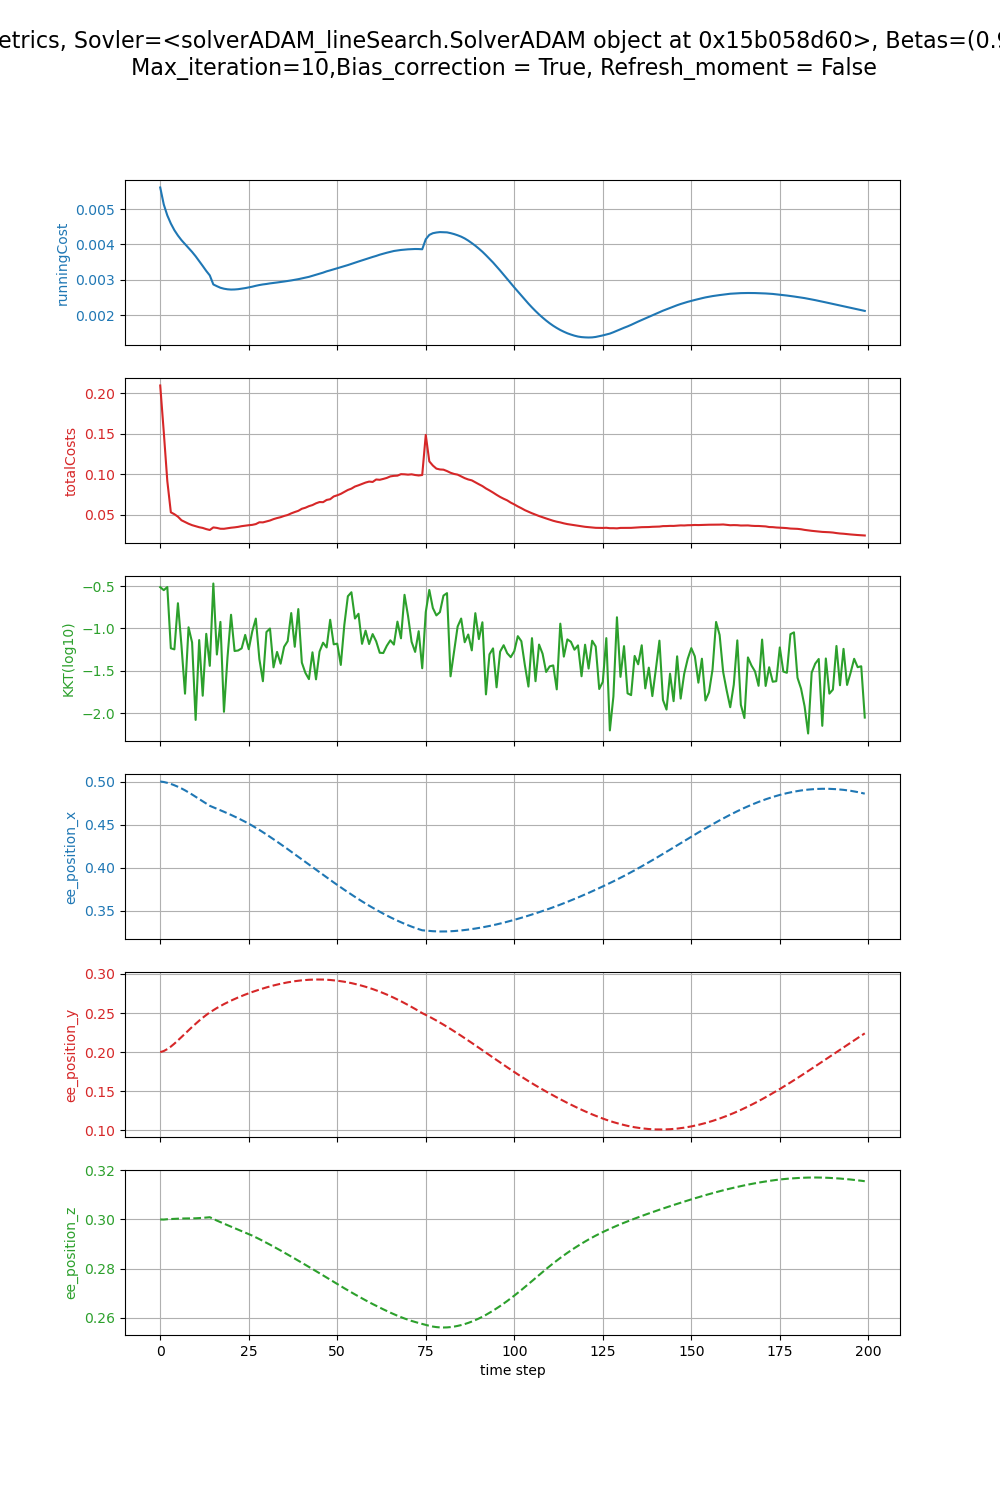 etrics, Sovler=<solverADAM_lineSearch.SolverADAM object at 0x15b058d60>, Betas=(0.9
Max_iteration=10,Bias_correction = True, Refresh_moment = False
runningCost
0.005
0.004
0.003
0.002
totalCosts
0.20
0.15
0.10
0.05
KKT(log10)
−0.5
−1.0
−1.5
−2.0
ee_position_x
0.50
0.45
0.40
0.35
ee_position_y
0.30
0.25
0.20
0.15
0.10
ee_position_z
0.32
0.30
0.28
0.26
0 25 50 75 100 125 150 175 200
time step